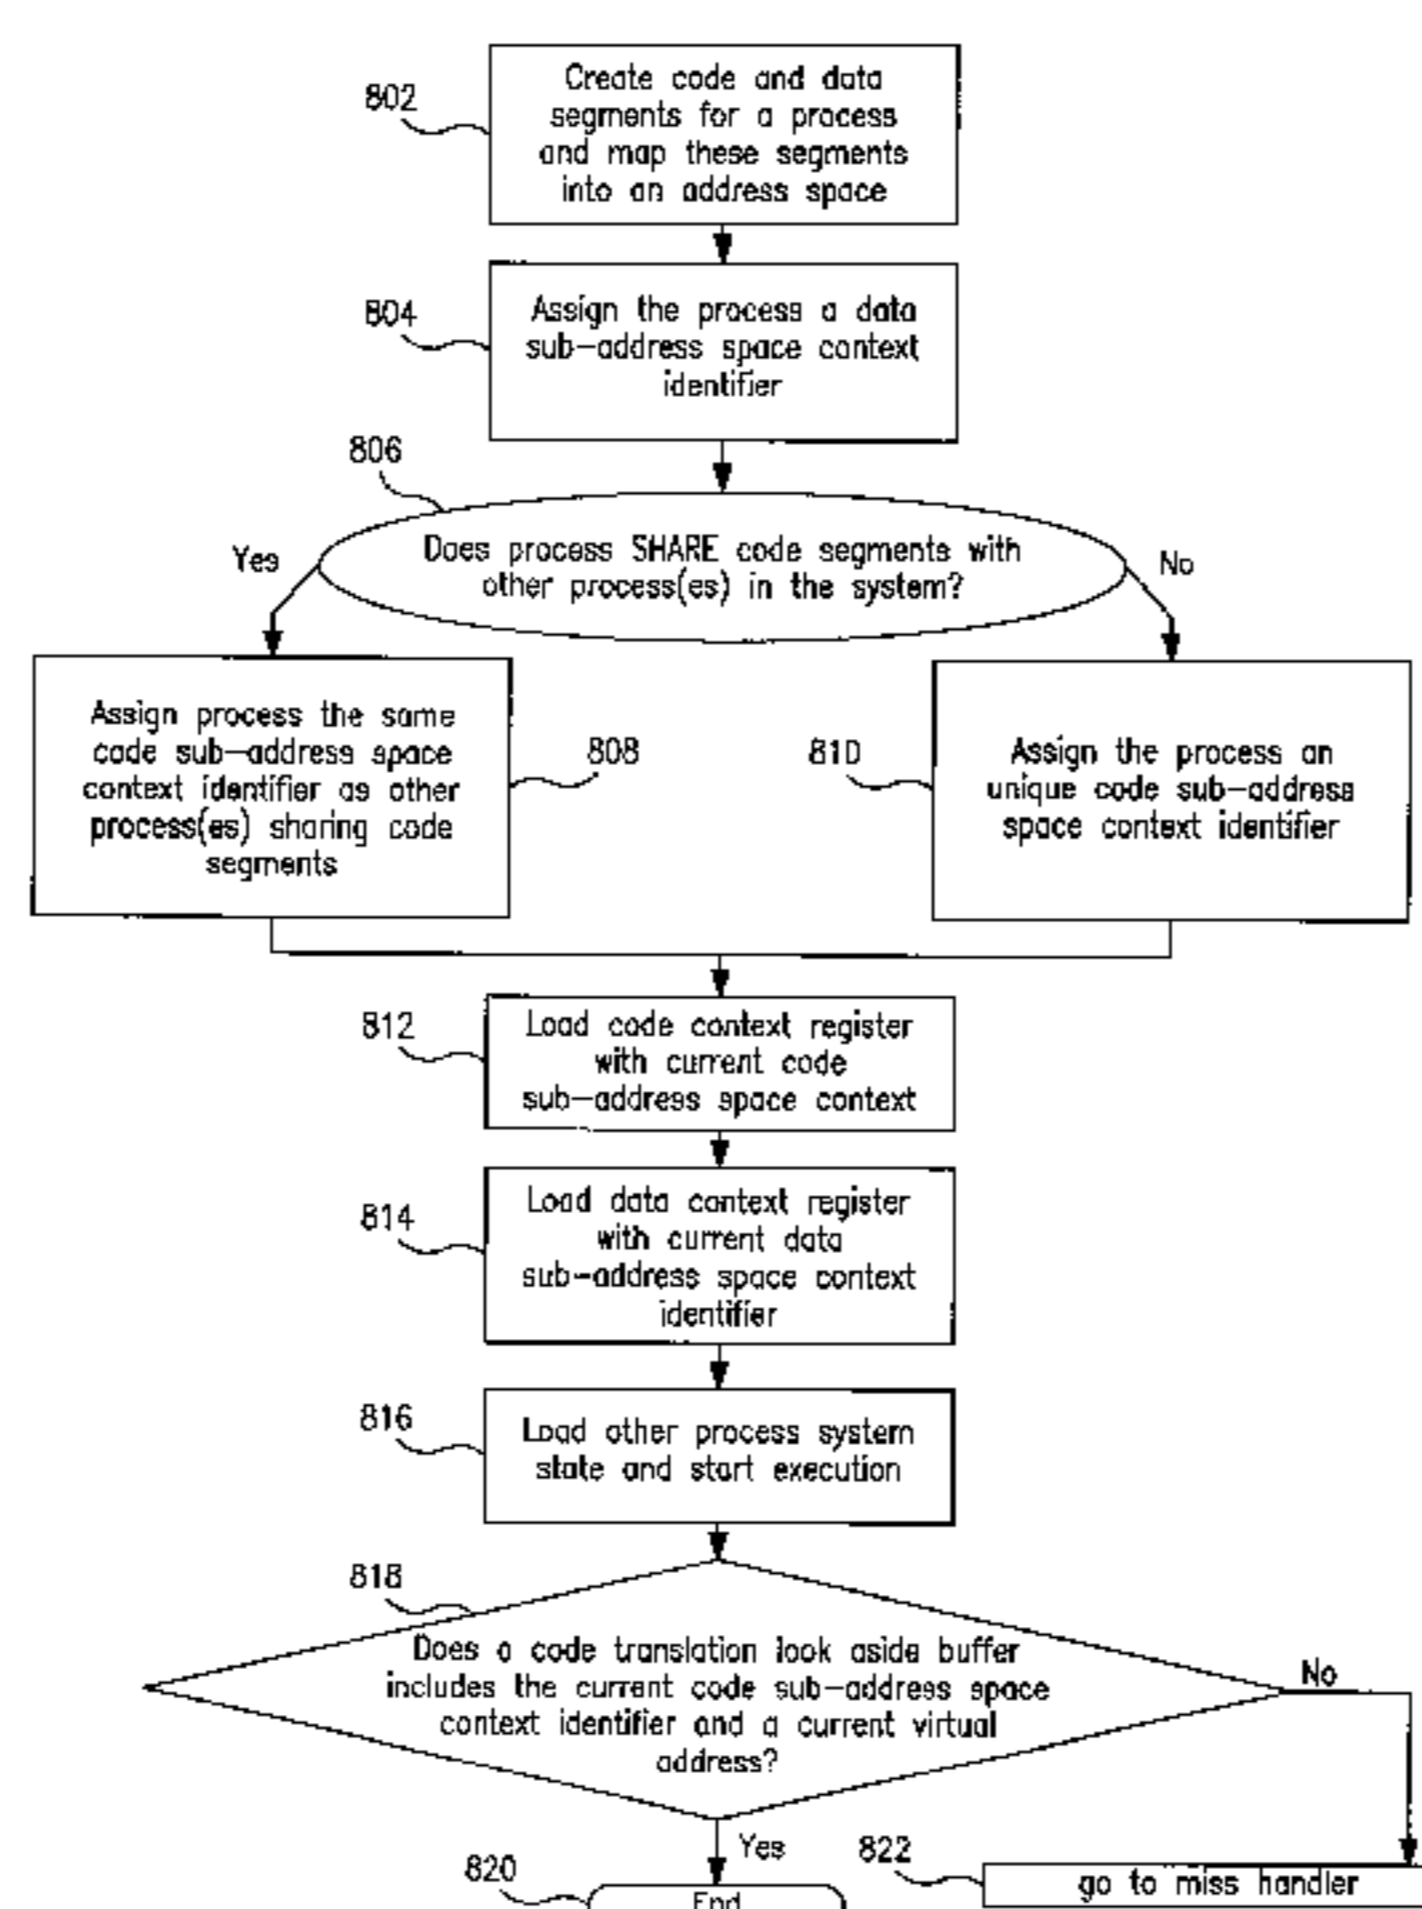 802
Create code and data
segments for a process
and map these segments
into an address space
804
Assign the process a data
sub-address space context
identifier
806
Does process SHARE code segments with
other process(es) in the system?
Yes
No
Assign process the same
code sub-address space
context identifier as other
process(es) sharing code
segments
808
810
Assign the process an
unique code sub-address
space context identifier
812
Load code context register
with current code
sub-address space context
814
Load data context register
with current data
sub-address space context
identifier
816
Load other process system
state and start execution
818
Does a code translation look aside buffer
includes the current code sub-address space
context identifier and a current virtual
address?
No
Yes
820
End
822
go to miss handler